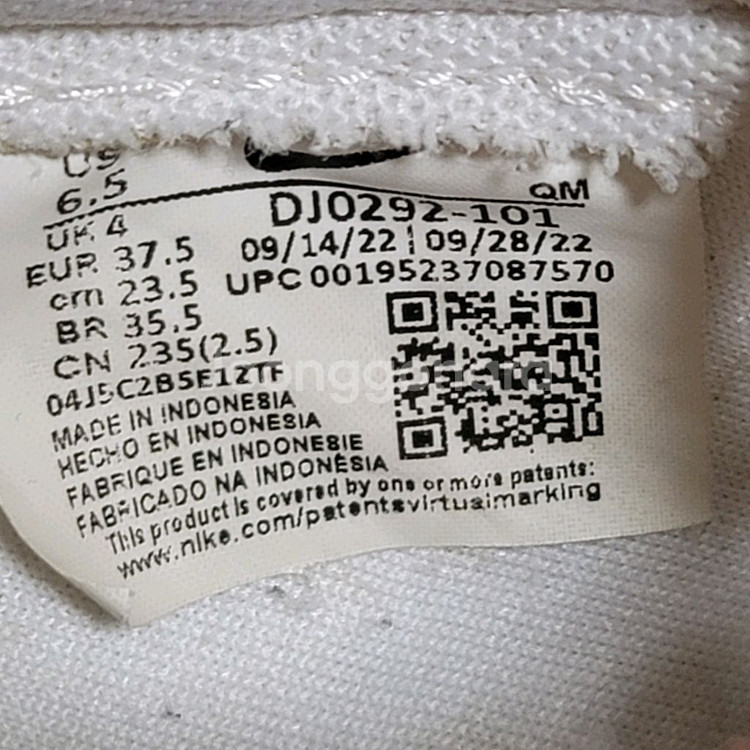 US
6.5
UK 4
EUR 37.5
cm 23.5
BR 35.5
CN 235(2.5)
QM
DJ0292-101
09/14/22 | 09/28/22
UPC 00195237087570
04J5C2B5E12TF
MADE IN INDONESIA
HECHO EN INDONESIA
FABRIQUE EN INDONESIE
FABRICADO NA INDONÉSIA
This product is covered by one or more patents:
www.nike.com/patentsvirtualmarking